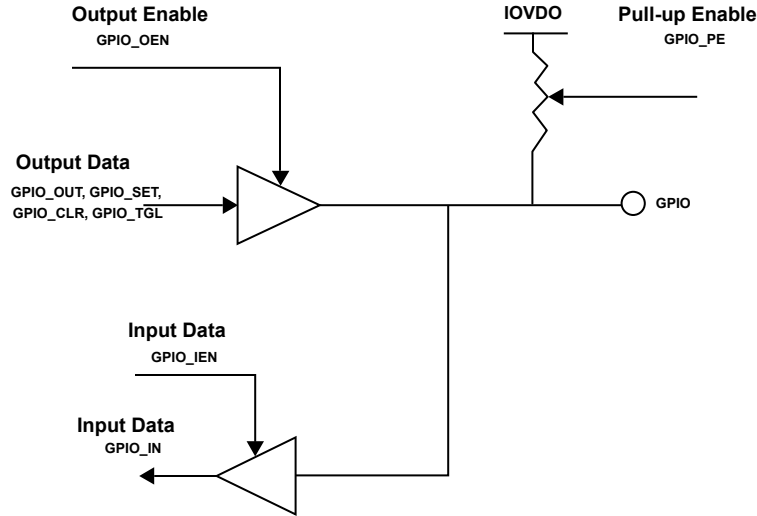 Output Enable
GPIO_OEN
IOVDO
Pull-up Enable
GPIO_PE
Output Data
GPIO_OUT, GPIO_SET,
GPIO_CLR, GPIO_TGL
GPIO
Input Data
GPIO_IEN
Input Data
GPIO_IN